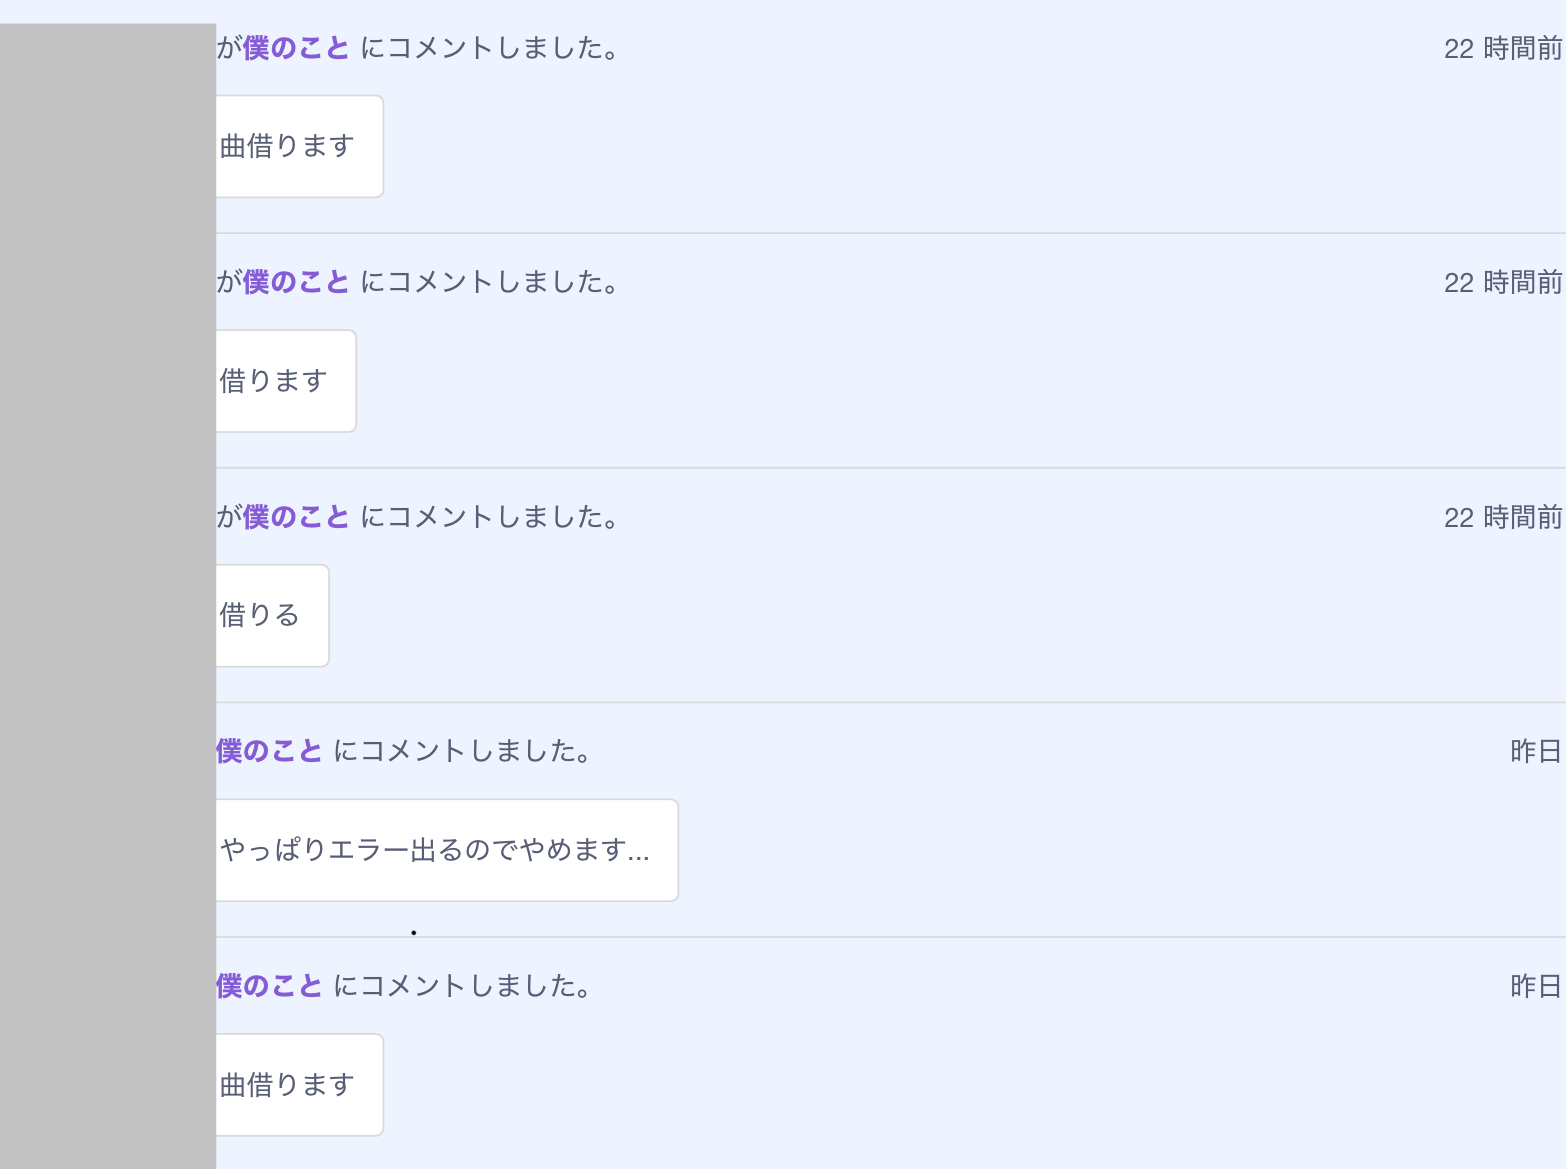 が僕のこと にコメントしました。 22 時間前
曲借ります
が僕のこと にコメントしました。 22 時間前
借ります
が僕のこと にコメントしました。 22 時間前
借りる
僕のこと にコメントしました。 昨日
やっぱりエラー出るのでやめます...
僕のこと にコメントしました。 昨日
曲借ります